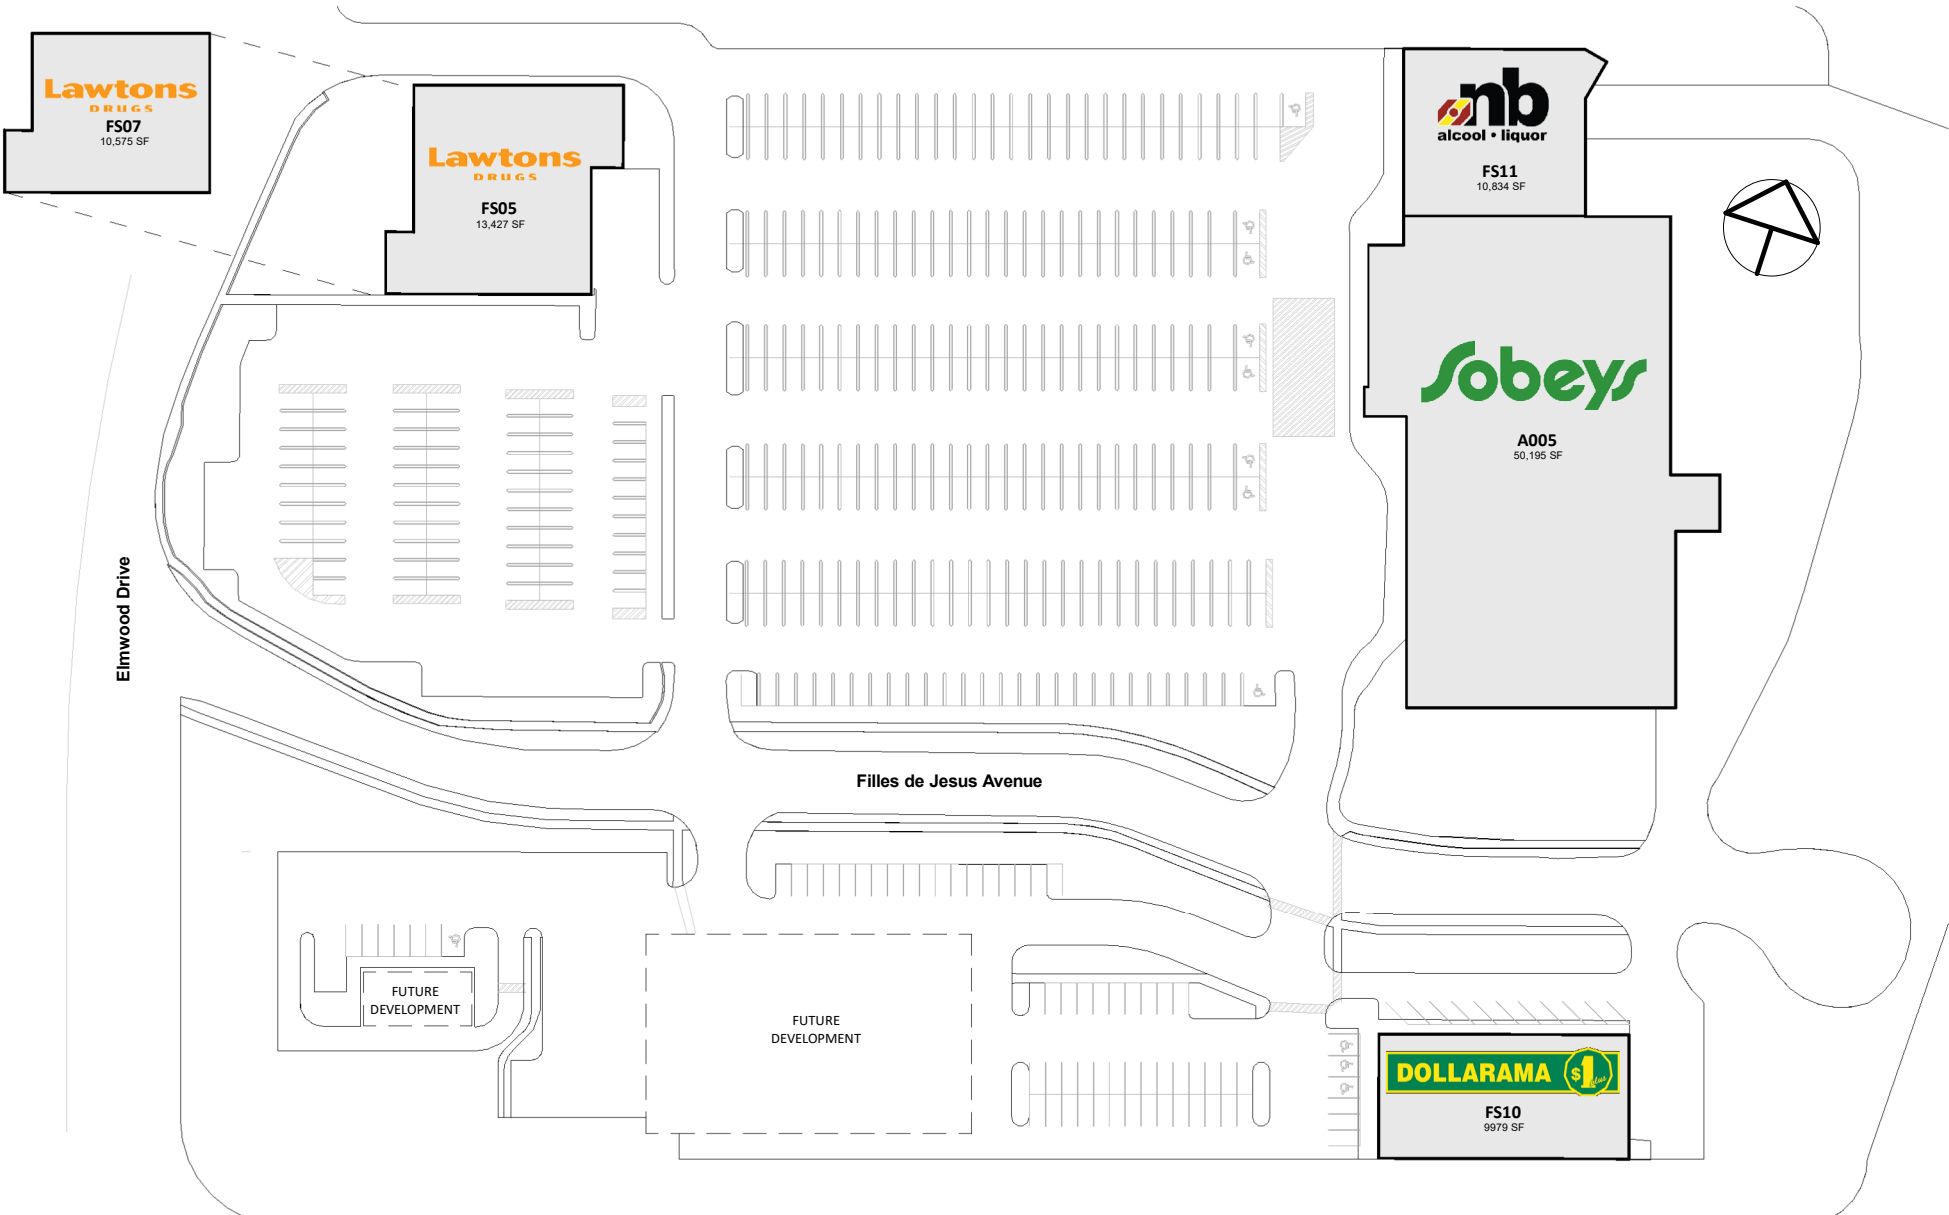 Lawtons
DRUGS
FS07
10,575 SF
Lawtons
DRUGS
FS05
13,427 SF
nb
alcool • liquor
FS11
10,834 SF
Sobeys
A005
50,195 SF
Elmwood Drive
Filles de Jesus Avenue
FUTURE
DEVELOPMENT
FUTURE
DEVELOPMENT
DOLLARAMA $1 plus
FS10
9979 SF